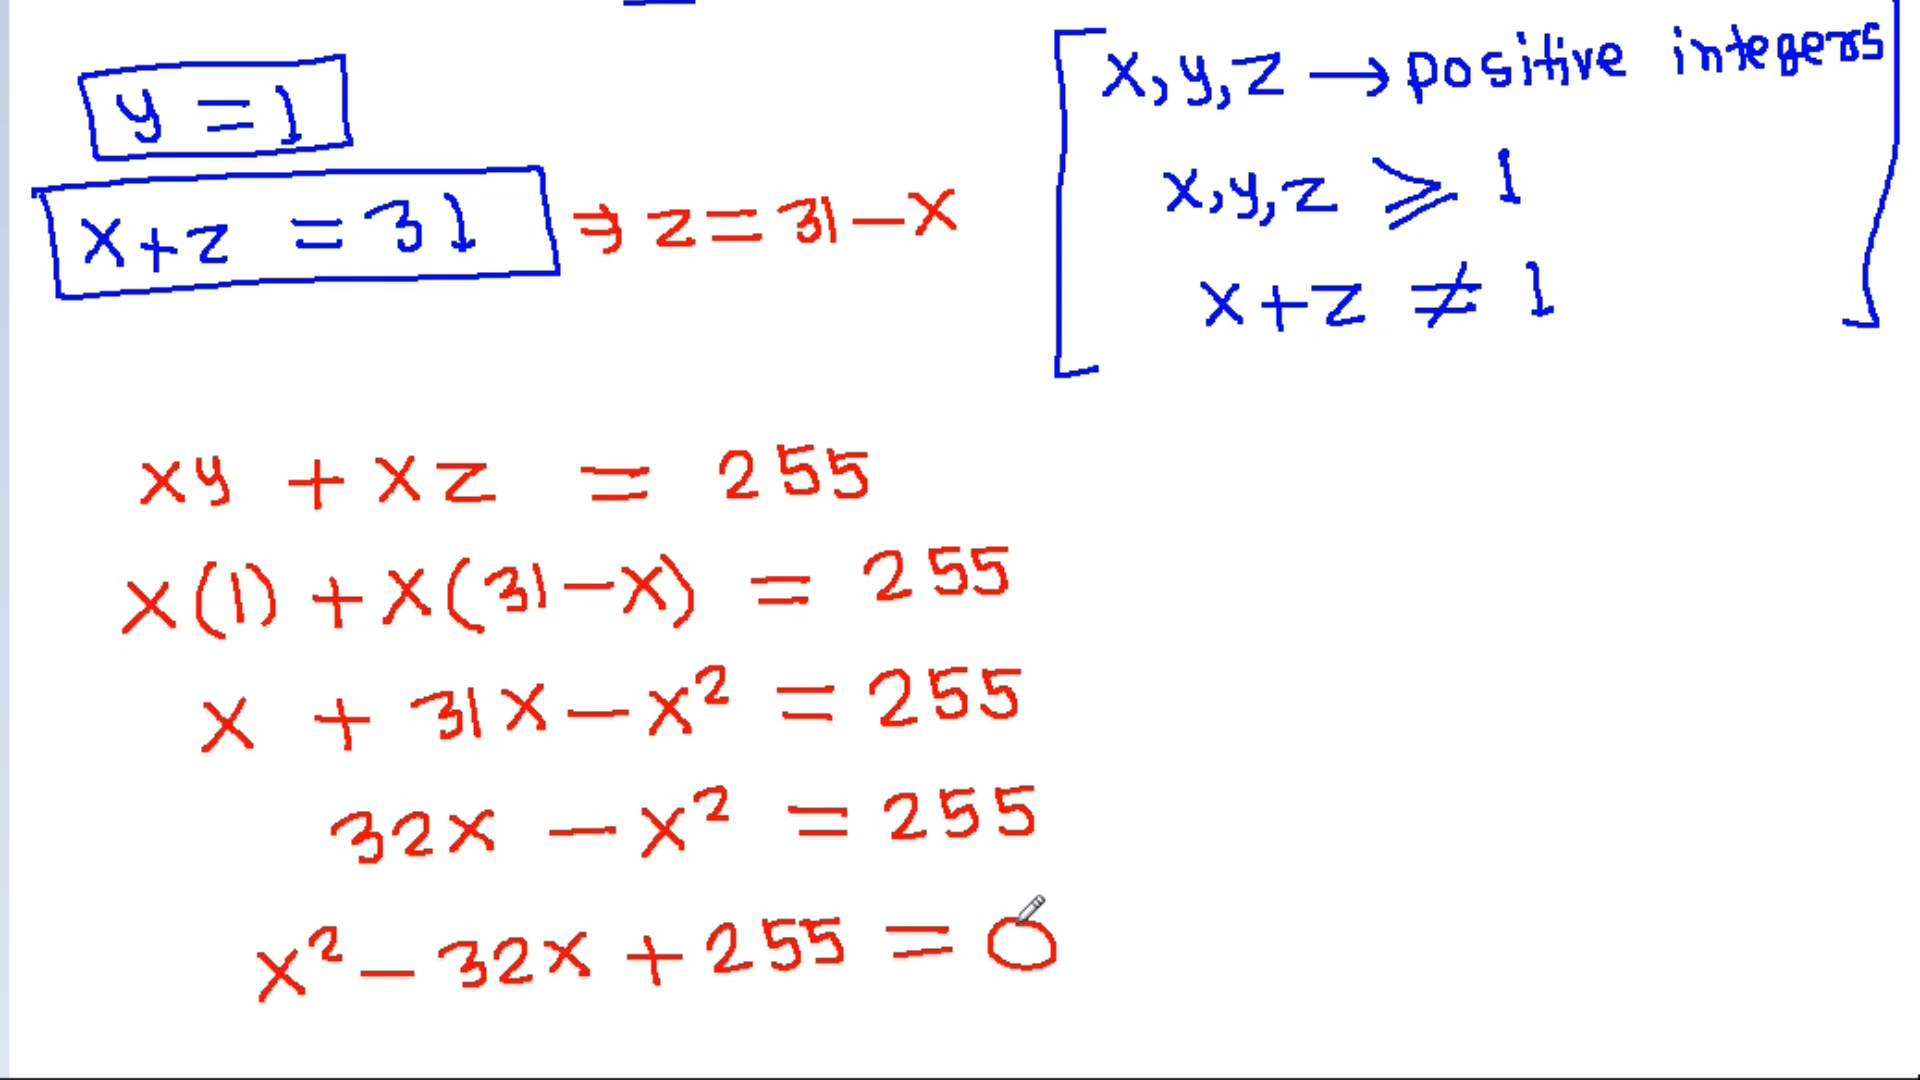 y = 1
x + z = 31 ⇒ z = 31 − x
x, y, z → positive integers
x, y, z ⩾ 1
x + z ≠ 1
xy + xz = 255
x(1) + x(31 − x) = 255
x + 31x − x² = 255
32x − x² = 255
x² − 32x + 255 = 0